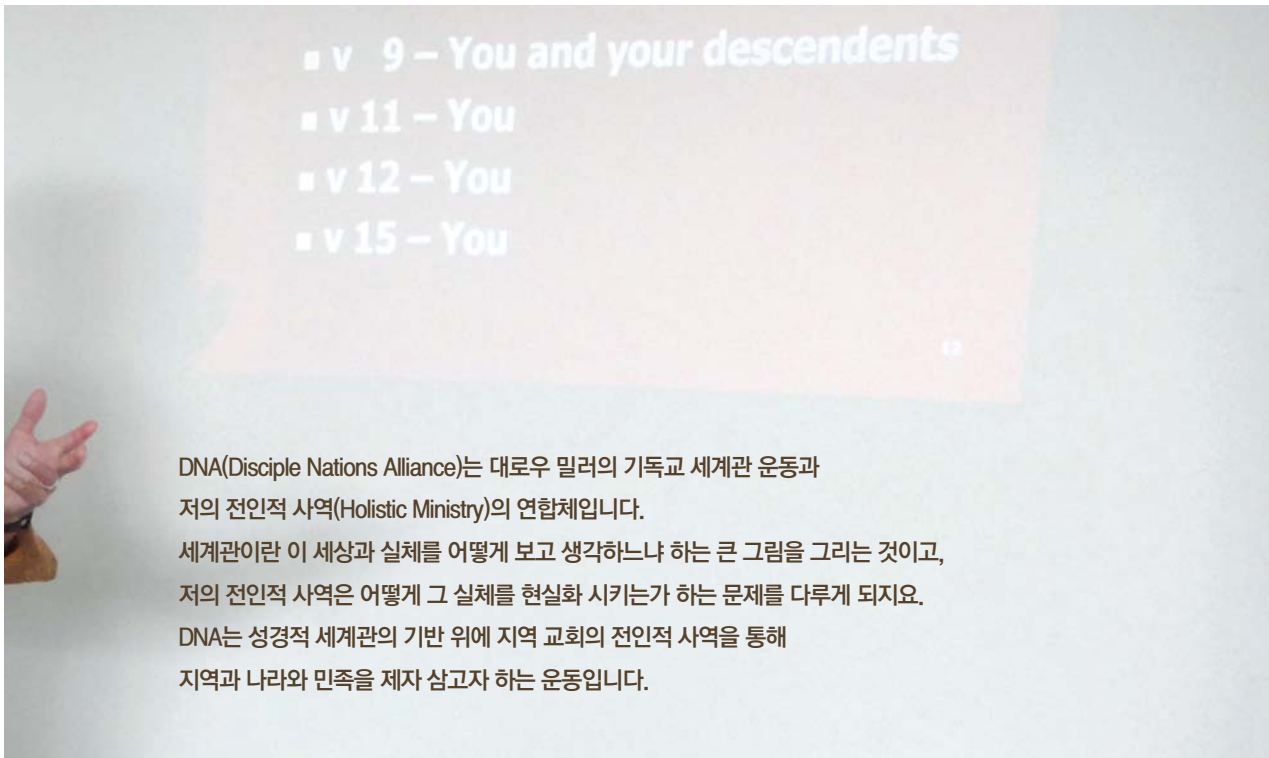 ▪ v 9 – You and your descendents
▪ v 11 – You
▪ v 12 – You
▪ v 15 – You
12
DNA(Disciple Nations Alliance)는 대로우 밀러의 기독교 세계관 운동과
저의 전인적 사역(Holistic Ministry)의 연합체입니다.
세계관이란 이 세상과 실체를 어떻게 보고 생각하느냐 하는 큰 그림을 그리는 것이고,
저의 전인적 사역은 어떻게 그 실체를 현실화 시키는가 하는 문제를 다루게 되지요.
DNA는 성경적 세계관의 기반 위에 지역 교회의 전인적 사역을 통해
지역과 나라와 민족을 제자 삼고자 하는 운동입니다.